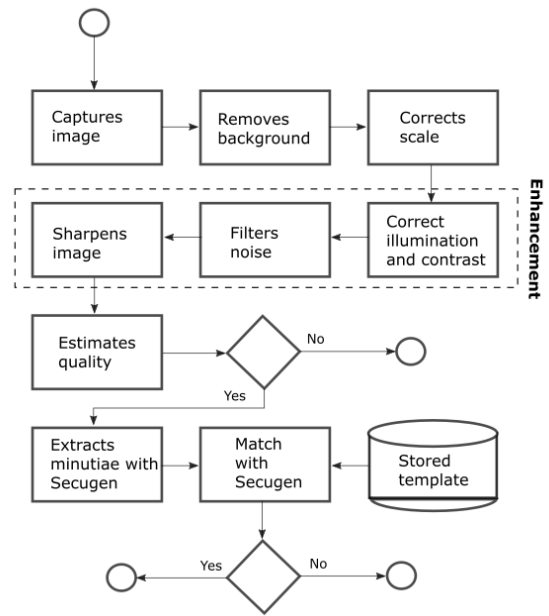 Captures
image
Removes
background
Corrects
scale
Enhancement
Correct
illumination
and contrast
Filters
noise
Sharpens
image
Estimates
quality
No
Yes
Extracts
minutiae with
Secugen
Match
with
Secugen
Stored
template
Yes
No